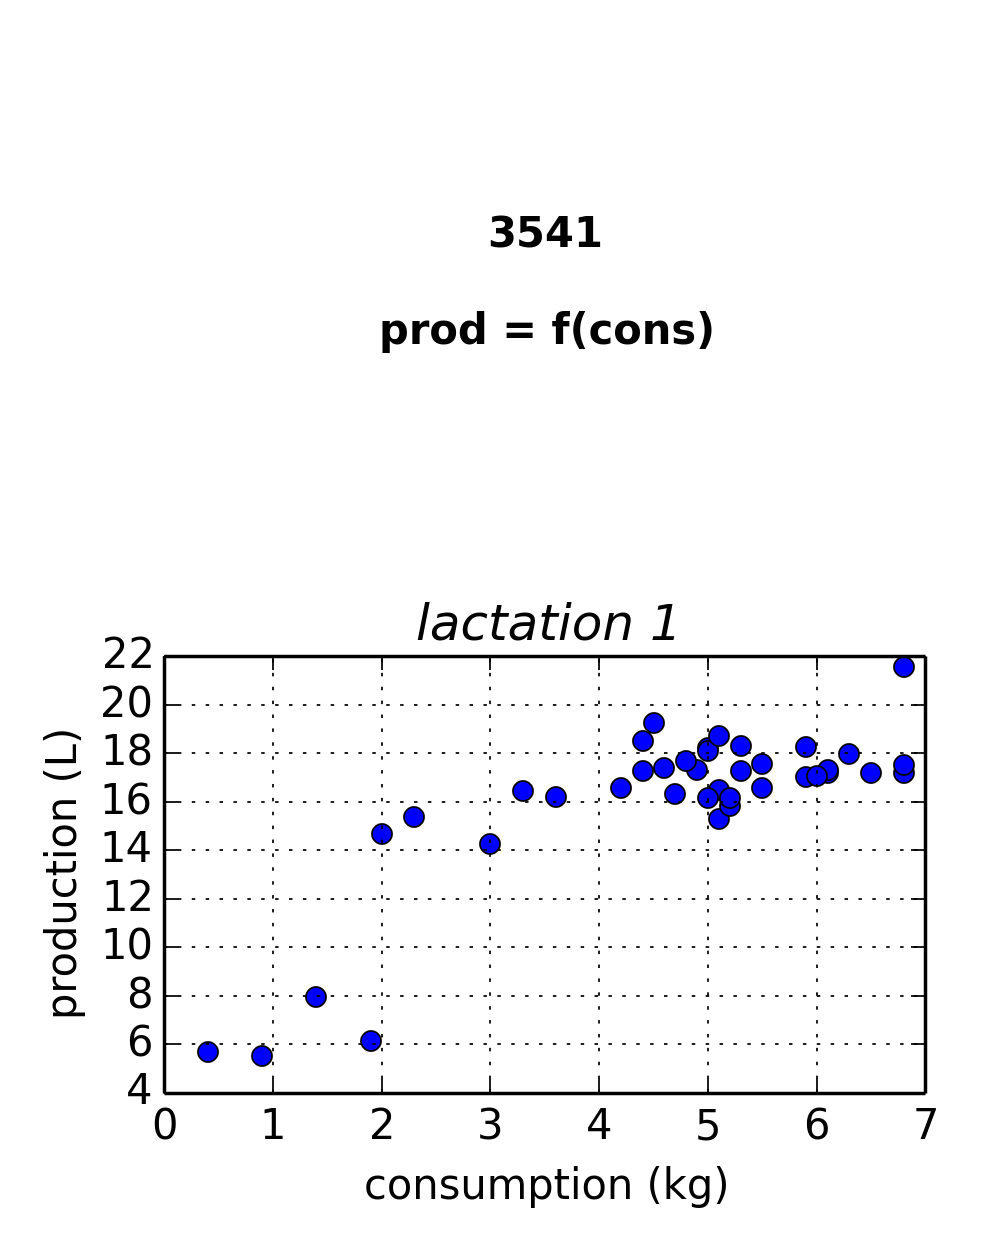 3541
prod = f(cons)
lactation 1
production (L)
22
20
18
16
14
12
10
8
6
4
0 1 2 3 4 5 6 7
consumption (kg)